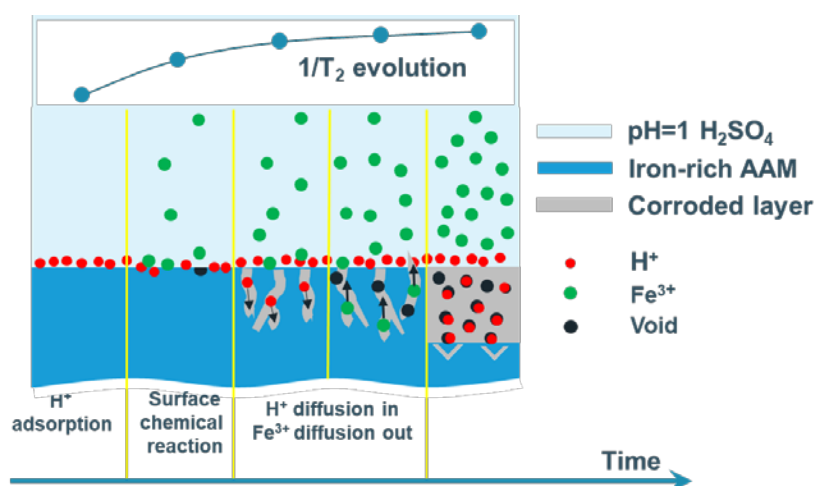 1/T₂ evolution
pH=1 H₂SO₄
Iron-rich AAM
Corroded layer
H⁺
Fe³⁺
Void
H⁺
adsorption
Surface
chemical
reaction
H⁺ diffusion in
Fe³⁺ diffusion out
Time